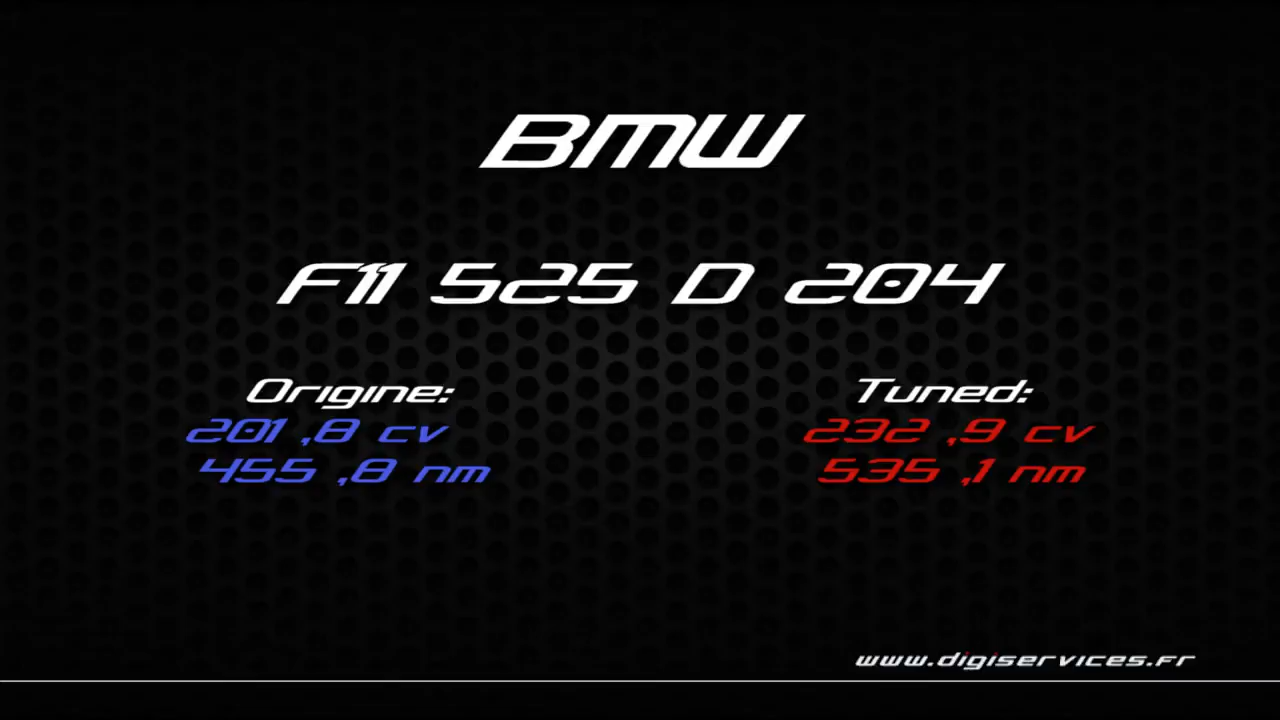 BMW
F11 525 D 204
Origine:
201 ,8 cv
455 ,8 nm
Tuned:
232 ,9 cv
535 ,1 nm
www.digiservices.fr